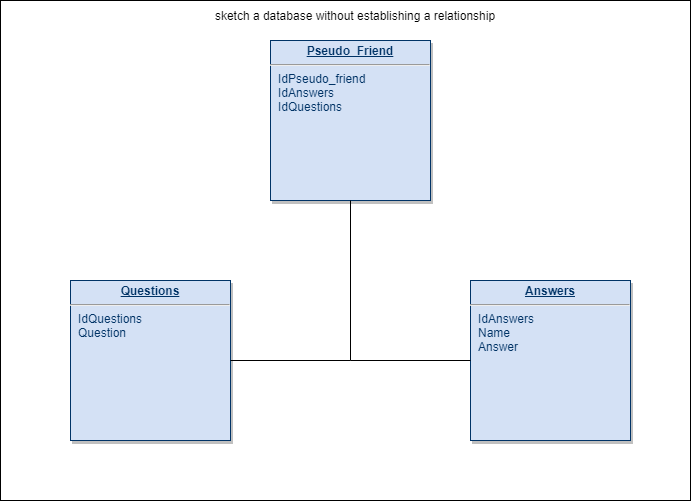 sketch a database without establishing a relationship
Pseudo_Friend
IdPseudo_friend
IdAnswers
IdQuestions
Questions
IdQuestions
Question
Answers
IdAnswers
Name
Answer